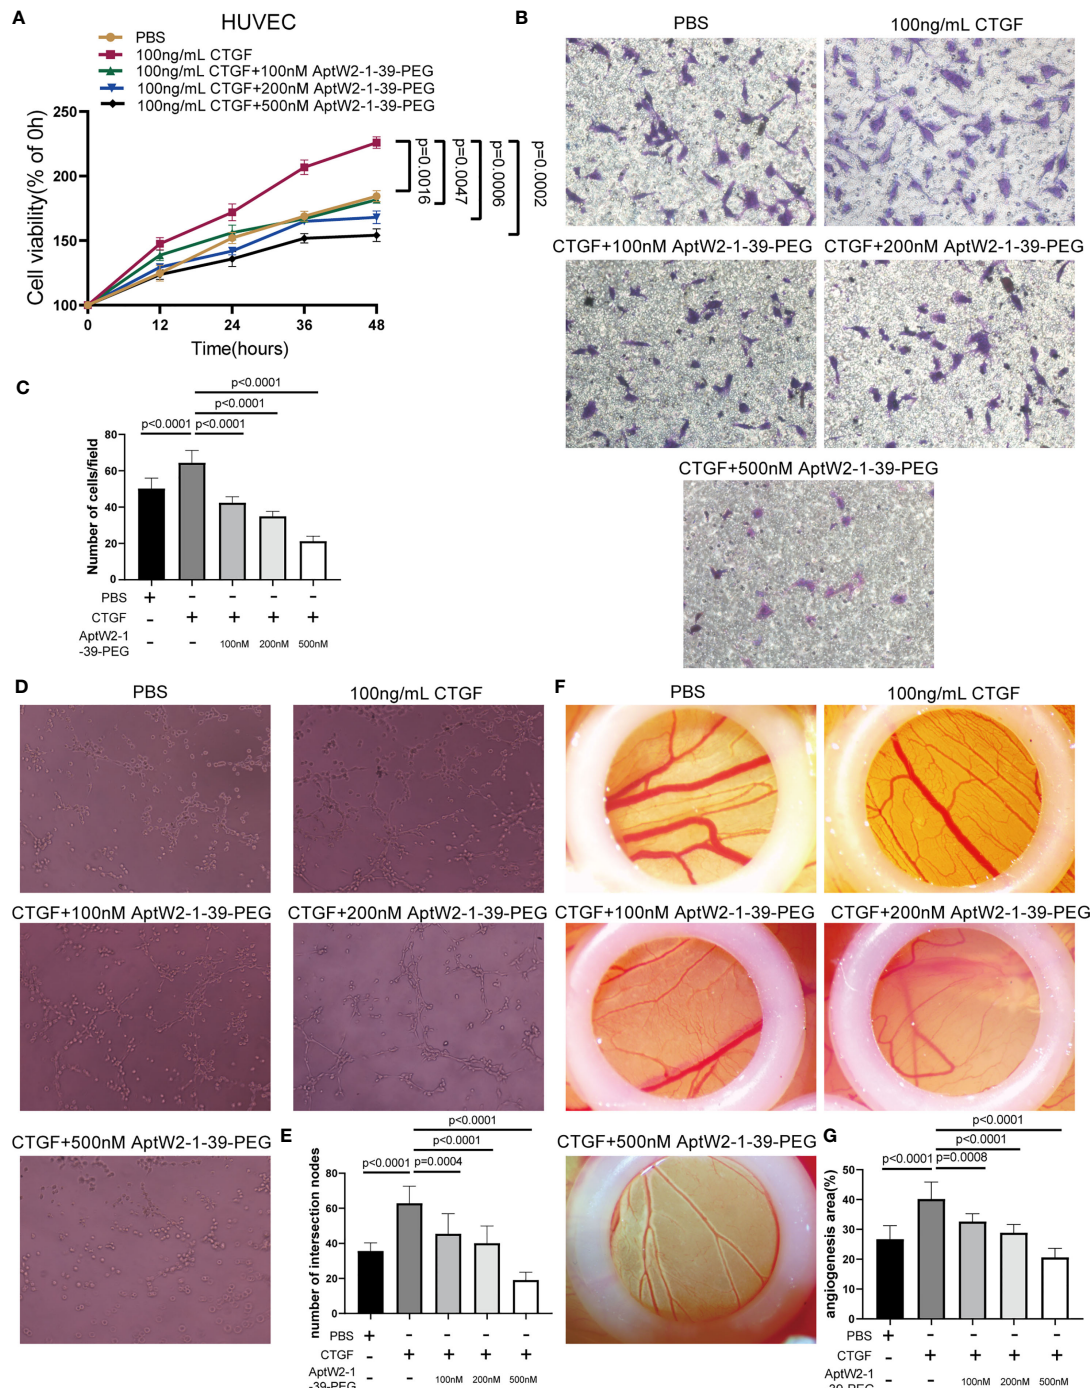 A
HUVEC
PBS
100ng/mL CTGF
100ng/mL CTGF+100nM AptW2-1-39-PEG
100ng/mL CTGF+200nM AptW2-1-39-PEG
100ng/mL CTGF+500nM AptW2-1-39-PEG
Cell viability(% of 0h)
250
200
150
100
0 12 24 36 48
Time(hours)
p=0.0016
p=0.0047
p=0.0006
p=0.0002
B
PBS 100ng/mL CTGF
CTGF+100nM AptW2-1-39-PEG CTGF+200nM AptW2-1-39-PEG
CTGF+500nM AptW2-1-39-PEG
C
p<0.0001
p<0.0001
p<0.0001 p<0.0001
Number of cells/field
80
60
40
20
0
PBS + - - - -
CTGF - + + + +
AptW2-1
-39-PEG - - 100nM 200nM 500nM
D
PBS 100ng/mL CTGF
CTGF+100nM AptW2-1-39-PEG CTGF+200nM AptW2-1-39-PEG
CTGF+500nM AptW2-1-39-PEG
E
p<0.0001
p<0.0001
p<0.0001 p=0.0004
number of intersection nodes
80
60
40
20
0
PBS + - - - -
CTGF - + + + +
AptW2-1
-39-PEG - - 100nM 200nM 500nM
F
PBS 100ng/mL CTGF
CTGF+100nM AptW2-1-39-PEG CTGF+200nM AptW2-1-39-PEG
CTGF+500nM AptW2-1-39-PEG
G
p<0.0001
p<0.0001
p<0.0001 p=0.0008
angiogenesis area(%)
50
40
30
20
10
0
PBS + - - - -
CTGF - + + + +
AptW2-1
-39-PEG - - 100nM 200nM 500nM